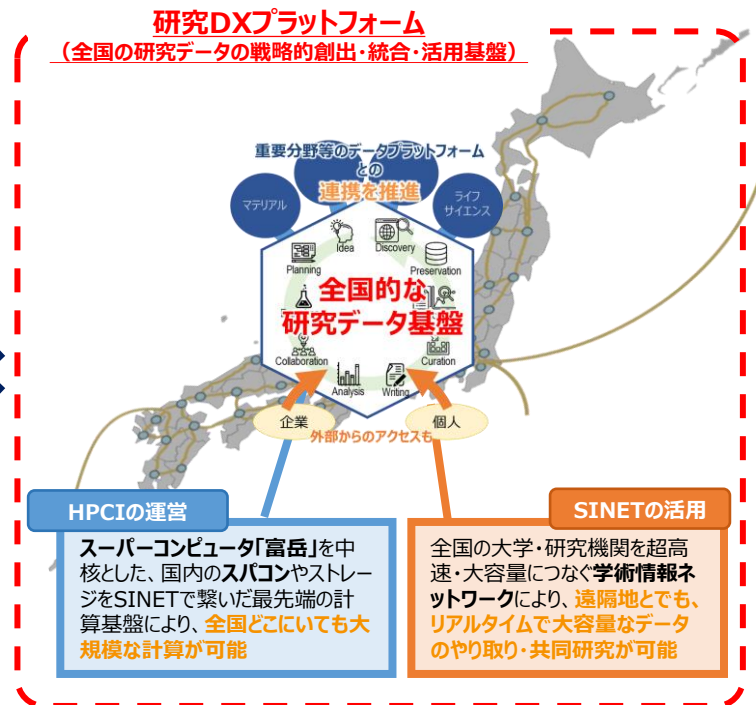 研究DXプラットフォーム
（全国の研究データの戦略的創出・統合・活用基盤）
重要分野等のデータプラットフォーム
との
連携を推進
マテリアル
ライフ
サイエンス
Idea
Discovery
Planning
Preservation
全国的な
研究データ基盤
Collaboration
Curation
Analysis
Writing
企業
個人
外部からのアクセスも
HPCIの運営
スーパーコンピュータ「富岳」を中
核とした、国内のスパコンやストレー
ジをSINETで繋いだ最先端の計
算基盤により、全国どこにいても大
規模な計算が可能
SINETの活用
全国の大学・研究機関を超高
速・大容量につなぐ学術情報ネ
ットワークにより、遠隔地とでも、
リアルタイムで大容量なデータ
のやり取り・共同研究が可能